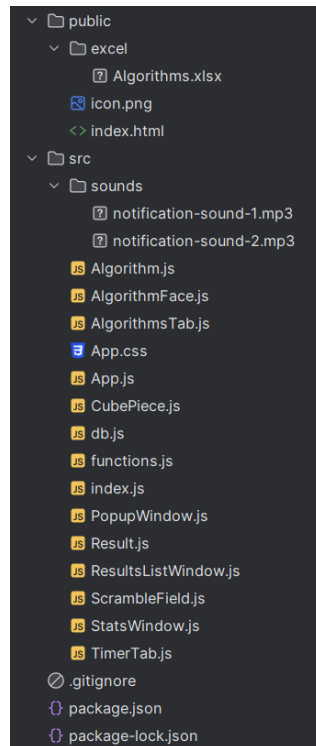 public
excel
Algorithms.xlsx
icon.png
index.html
src
sounds
notification-sound-1.mp3
notification-sound-2.mp3
Algorithm.js
AlgorithmFace.js
AlgorithmsTab.js
App.css
App.js
CubePiece.js
db.js
functions.js
index.js
PopupWindow.js
Result.js
ResultsListWindow.js
ScrambleField.js
StatsWindow.js
TimerTab.js
.gitignore
package.json
package-lock.json